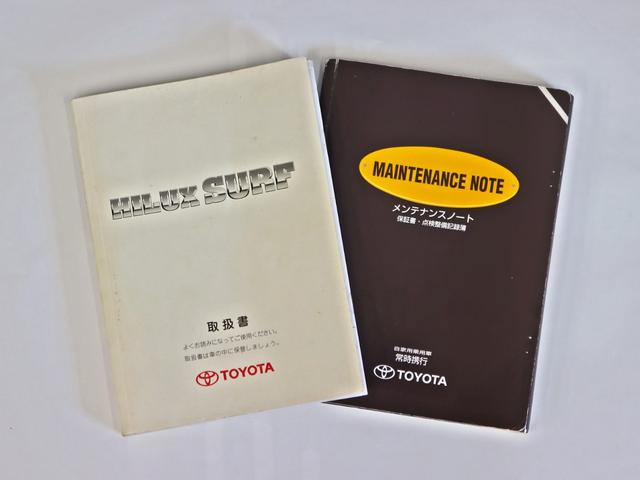 HILUX SURF
取扱書
よくお読みになってご使用ください。
取扱書は車の中に保管しましょう。
TOYOTA
MAINTENANCE NOTE
メンテナンスノート
保証書・点検整備記録簿
自家用乗用車
常時携行
TOYOTA